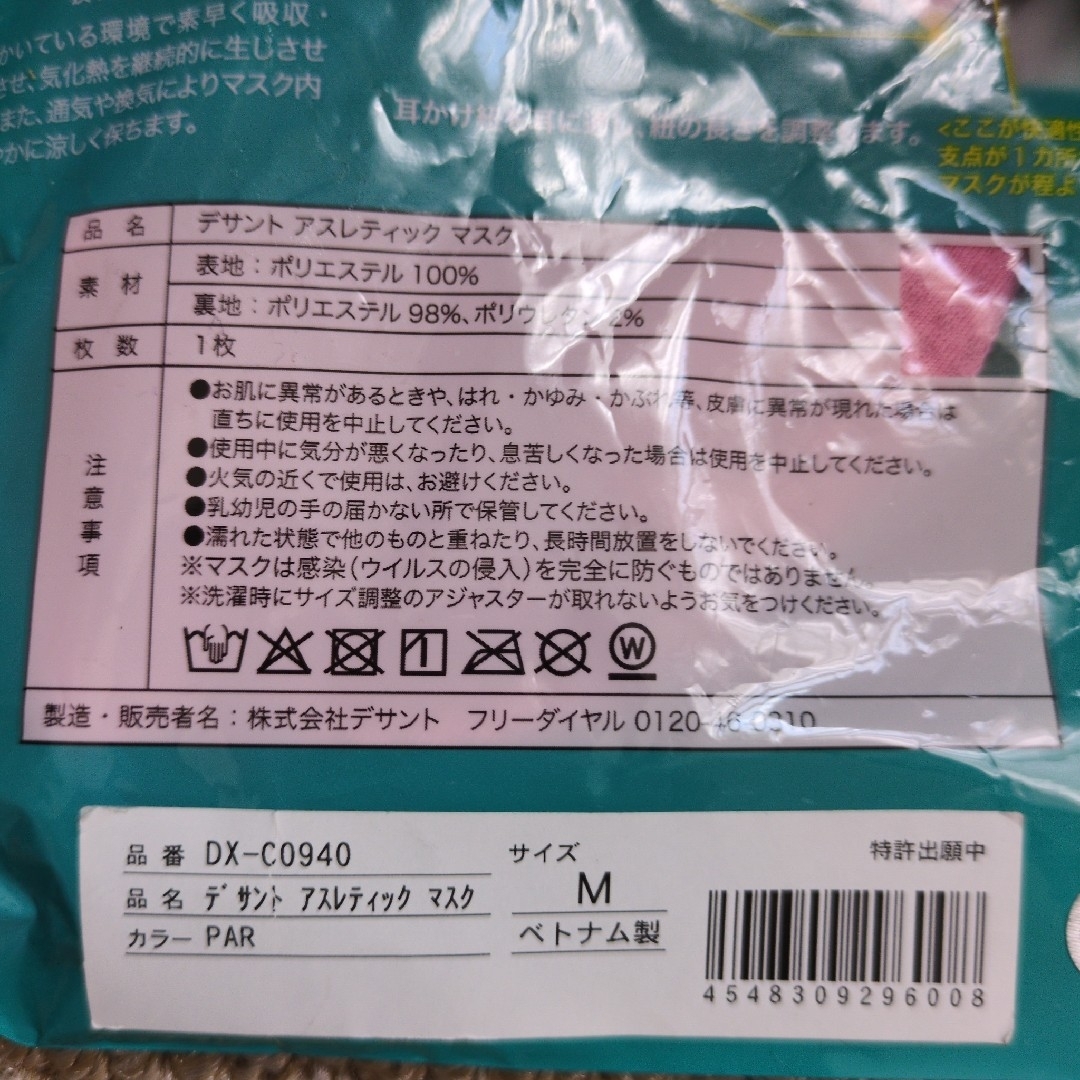 かいている環境で素早く吸収・
させ、気化熱を継続的に生じさせ
また、通気や換気によりマスク内
やかに涼しく保ちます。
耳かけ紐の長さを調整します。
<ここが快適性
支点が1カ所
マスクが程よ
品名 デサント アスレティック マスク
素材 表地：ポリエステル 100%
裏地：ポリエステル 98%、ポリウレタン 2%
枚数 1枚
注意事項
●お肌に異常があるときや、はれ・かゆみ・かぶれ等、皮膚に異常が現れた場合は
直ちに使用を中止してください。
●使用中に気分が悪くなったり、息苦しくなった場合は使用を中止してください。
●火気の近くで使用は、お避けください。
●乳幼児の手の届かない所で保管してください。
●濡れた状態で他のものと重ねたり、長時間放置をしないでください。
※マスクは感染（ウイルスの侵入）を完全に防ぐものではありません。
※洗濯時にサイズ調整のアジャスターが取れないようお気をつけください。
W
製造・販売者名：株式会社デサント フリーダイヤル 0120-46-0310
品番 DX-C0940
品名 デサント アスレティック マスク
カラー PAR
サイズ
M
ベトナム製
特許出願中
4548309296008